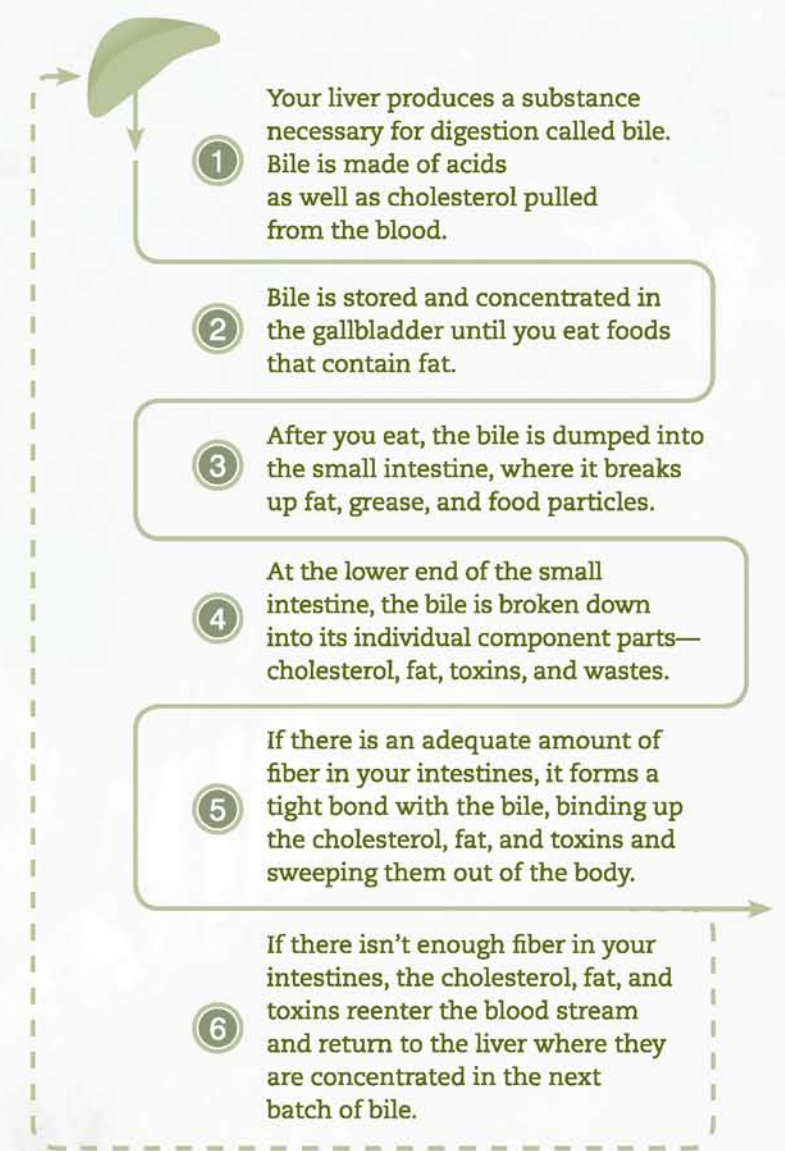 1
Your liver produces a substance
necessary for digestion called bile.
Bile is made of acids
as well as cholesterol pulled
from the blood.
2
Bile is stored and concentrated in
the gallbladder until you eat foods
that contain fat.
3
After you eat, the bile is dumped into
the small intestine, where it breaks
up fat, grease, and food particles.
4
At the lower end of the small
intestine, the bile is broken down
into its individual component parts—
cholesterol, fat, toxins, and wastes.
5
If there is an adequate amount of
fiber in your intestines, it forms a
tight bond with the bile, binding up
the cholesterol, fat, and toxins and
sweeping them out of the body.
6
If there isn't enough fiber in your
intestines, the cholesterol, fat, and
toxins reenter the blood stream
and return to the liver where they
are concentrated in the next
batch of bile.